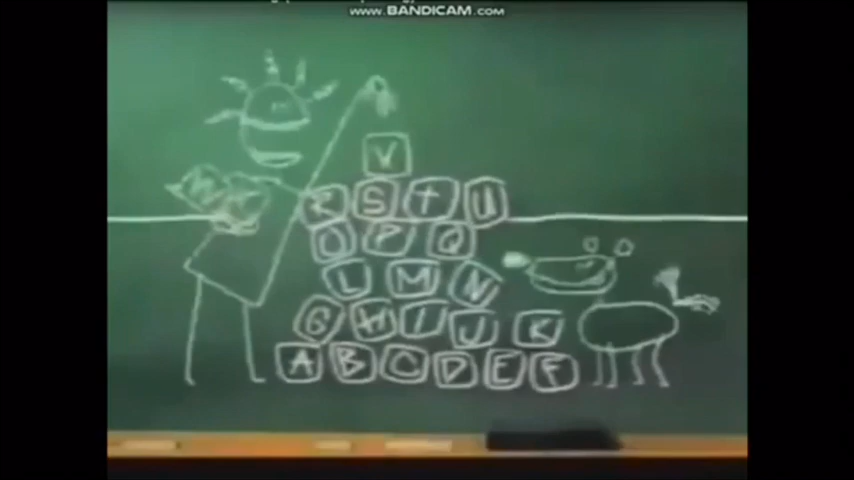 www.BANDICAM.com
V
R S T U
O P Q
L M N
W
G H I J K
A B C D E F